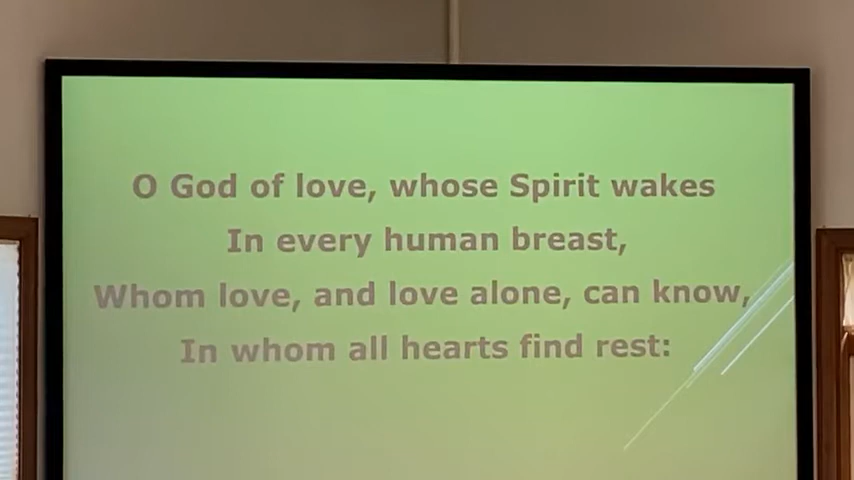 O God of love, whose Spirit wakes
In every human breast,
Whom love, and love alone, can know,
In whom all hearts find rest: